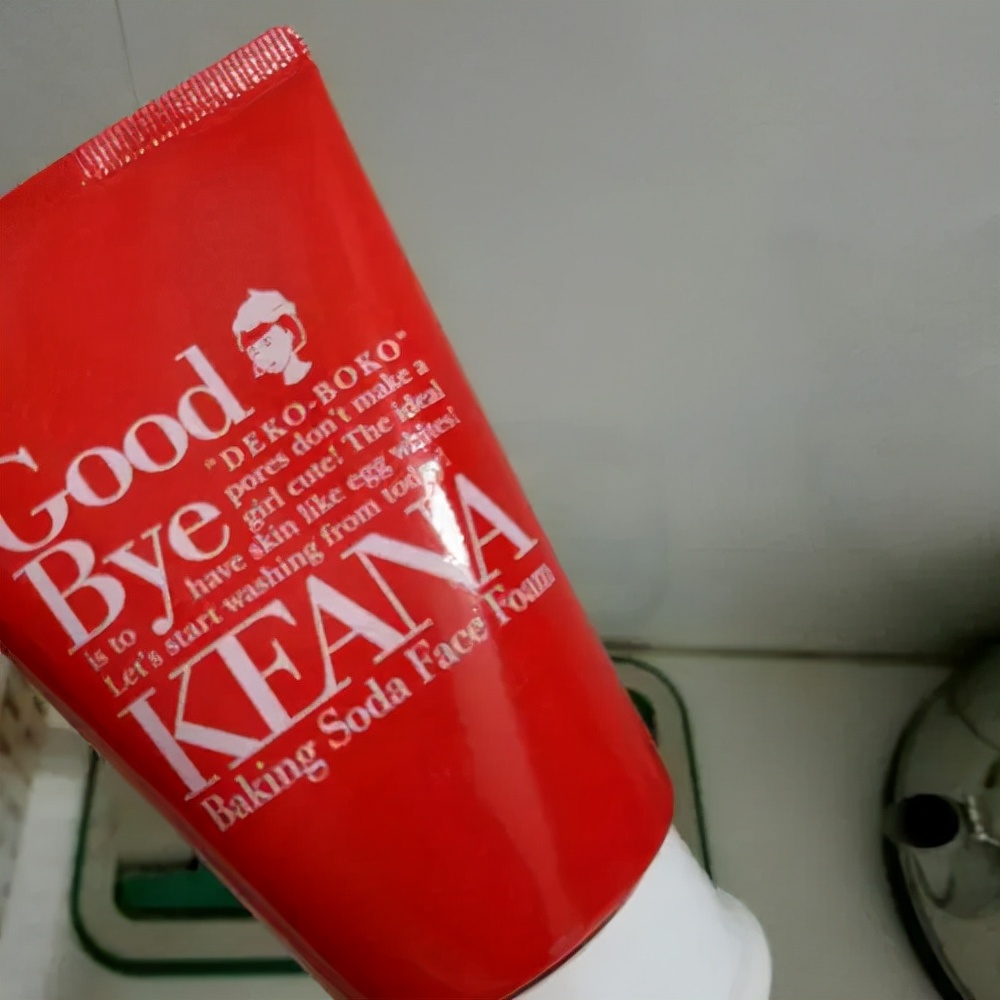 Good
"DEKO-BOKO"
pores don't make a
Bye
girl cute! The ideal
is to have skin like egg whites!
Let's start washing from today!
KEANA
Baking Soda Face Foam